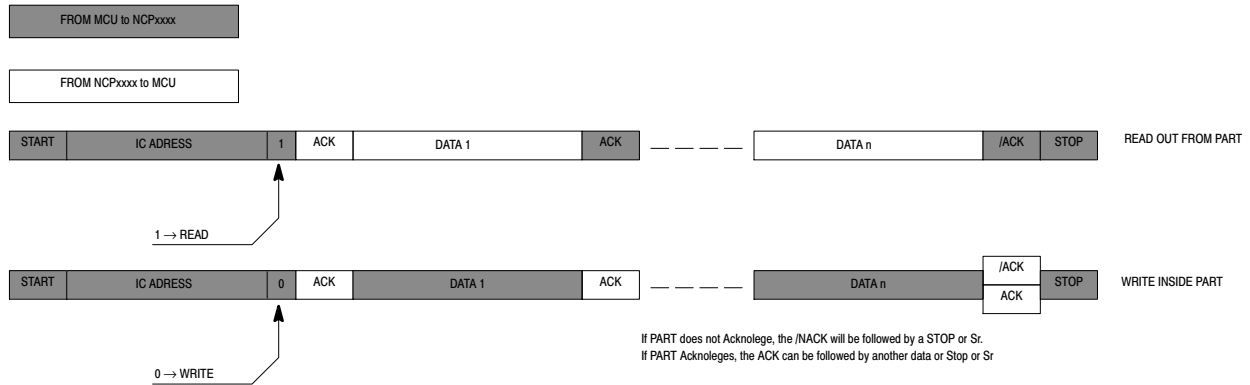 FROM MCU to NCPxxxx
FROM NCPxxxx to MCU
START IC ADRESS 1 ACK DATA 1 ACK DATA n /ACK STOP READ OUT FROM PART
1 → READ
START IC ADRESS 0 ACK DATA 1 ACK DATA n /ACK ACK STOP WRITE INSIDE PART
If PART does not Acknolege, the /NACK will be followed by a STOP or Sr.
If PART Acknoleges, the ACK can be followed by another data or Stop or Sr
0 → WRITE